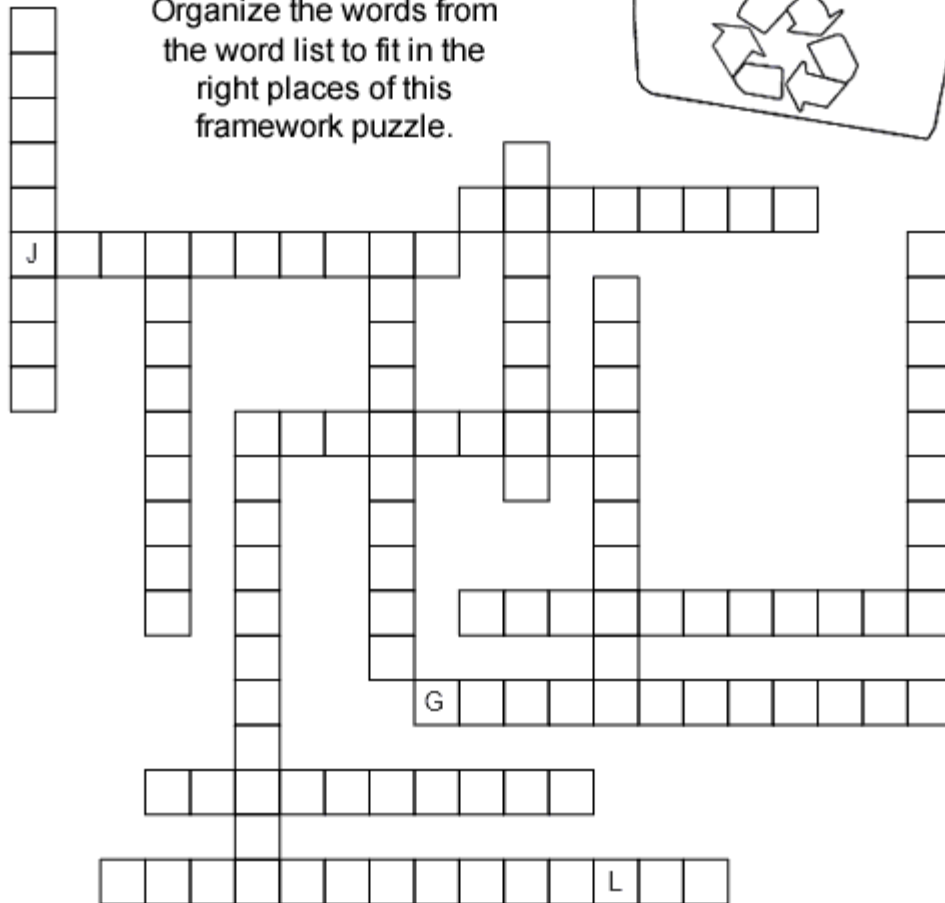 Organize the words from
the word list to fit in the
right places of this
framework puzzle.
J
G
L